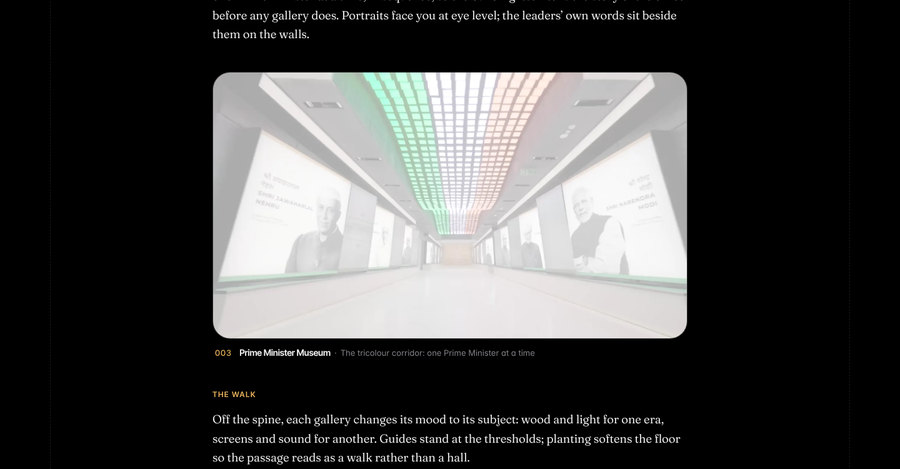 before any gallery does. Portraits face you at eye level; the leaders’ own words sit beside
them on the walls.
SHRI JAWAHARLAL
NEHRU
SHRI NARENDRA
MODI
003 Prime Minister Museum · The tricolour corridor: one Prime Minister at a time
THE WALK
Off the spine, each gallery changes its mood to its subject: wood and light for one era,
screens and sound for another. Guides stand at the thresholds; planting softens the floor
so the passage reads as a walk rather than a hall.